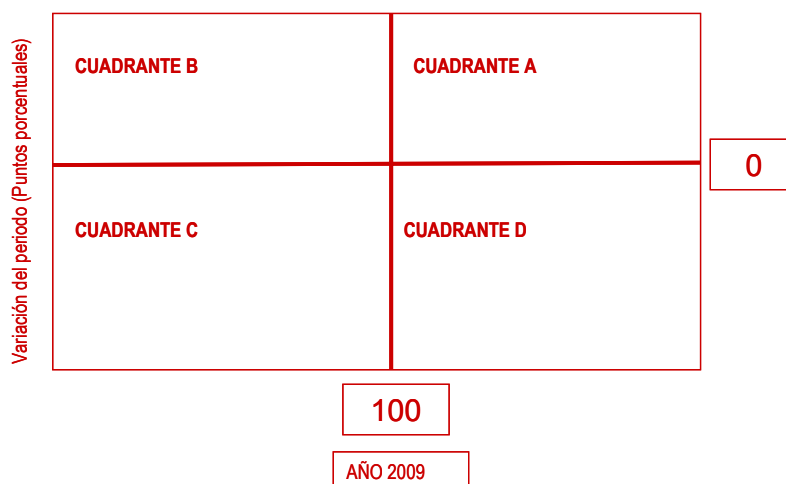 Variación del periodo (Puntos porcentuales)
CUADRANTE B
CUADRANTE A
0
CUADRANTE C
CUADRANTE D
100
AÑO 2009